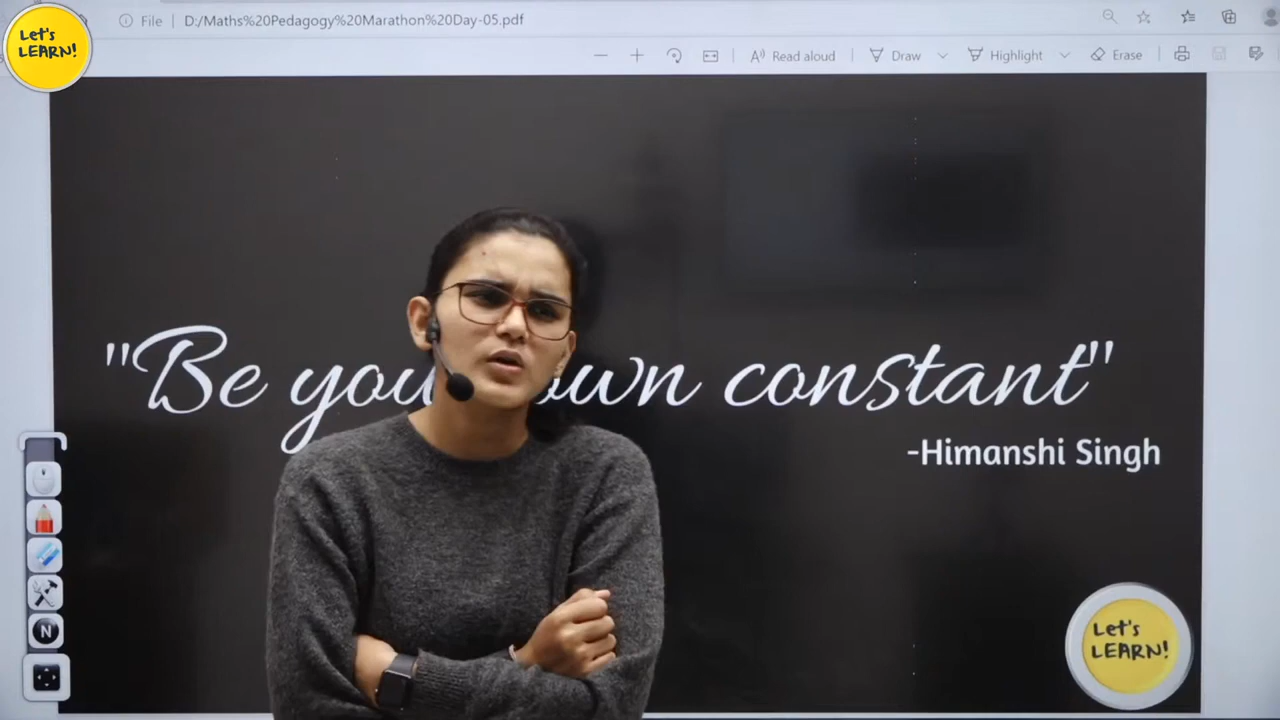 Let's
LEARN!
File D:/Maths%20Pedagogy%20Marathon%20Day-05.pdf
Read aloud Draw Highlight Erase
"Be you own constant"
-Himanshi Singh
N
Let's
LEARN!